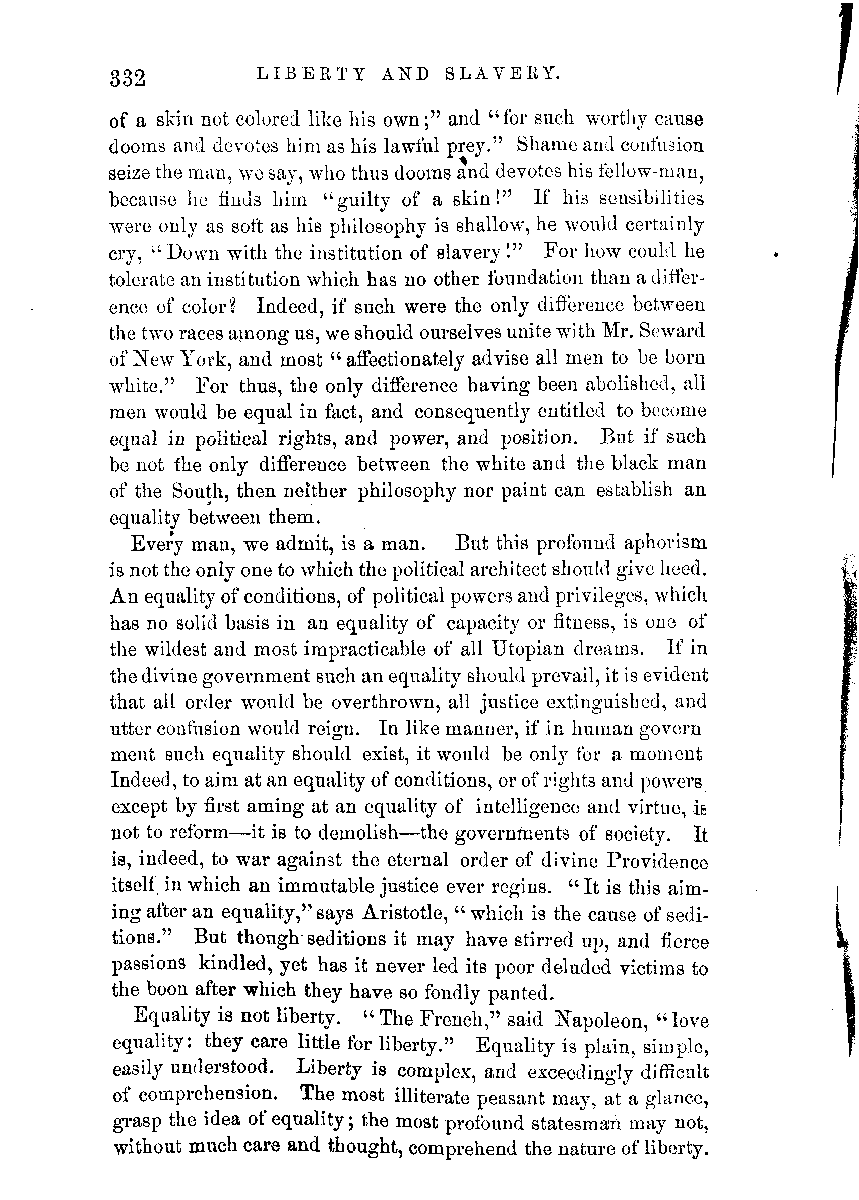 332 LIBERTY AND SLAVERY.
of a skin not colored like his own;" and "for such worthy cause
dooms and devotes him as his lawful prey." Shame and confusion
seize the man, we say, who thus dooms and devotes his fellow-man,
because he finds him "guilty of a skin!" If his sensibilities
were only as soft as his philosophy is shallow, he would certainly
cry, "Down with the institution of slavery!" For how could he
tolerate an institution which has no other foundation than a differ-
ence of color? Indeed, if such were the only difference between
the two races among us, we should ourselves unite with Mr. Seward
of New York, and most "affectionately advise all men to be born
white." For thus, the only difference having been abolished, all
men would be equal in fact, and consequently entitled to become
equal in political rights, and power, and position. But if such
be not the only difference between the white and the black man
of the South, then neither philosophy nor paint can establish an
equality between them.
Every man, we admit, is a man. But this profound aphorism
is not the only one to which the political architect should give heed.
An equality of conditions, of political powers and privileges, which
has no solid basis in an equality of capacity or fitness, is one of
the wildest and most impracticable of all Utopian dreams. If in
the divine government such an equality should prevail, it is evident
that all order would be overthrown, all justice extinguished, and
utter confusion would reign. In like manner, if in human govern
ment such equality should exist, it would be only for a moment
Indeed, to aim at an equality of conditions, or of rights and powers
except by first aming at an equality of intelligence and virtue, is
not to reform—it is to demolish—the governments of society. It
is, indeed, to war against the eternal order of divine Providence
itself in which an immutable justice ever regins. "It is this aim-
ing after an equality," says Aristotle, "which is the cause of sedi-
tions." But though seditions it may have stirred up, and fierce
passions kindled, yet has it never led its poor deluded victims to
the boon after which they have so fondly panted.
Equality is not liberty. "The French," said Napoleon, "love
equality: they care little for liberty." Equality is plain, simple,
easily understood. Liberty is complex, and exceedingly difficult
of comprehension. The most illiterate peasant may, at a glance,
grasp the idea of equality; the most profound statesman may not,
without much care and thought, comprehend the nature of liberty.